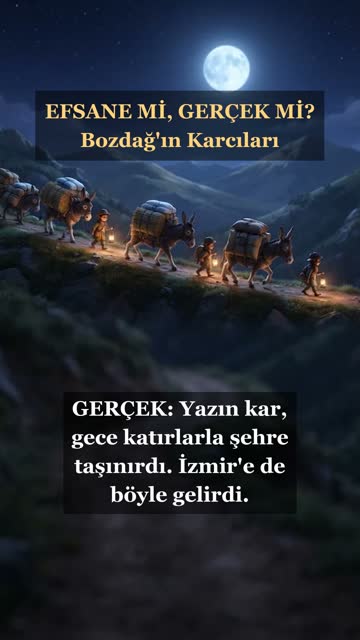 EFSANE Mİ, GERÇEK Mİ?
Bozdağ'ın Karcıları
GERÇEK: Yazın kar,
gece katırlarla şehre
taşınırdı. İzmir'e de
böyle gelirdi.